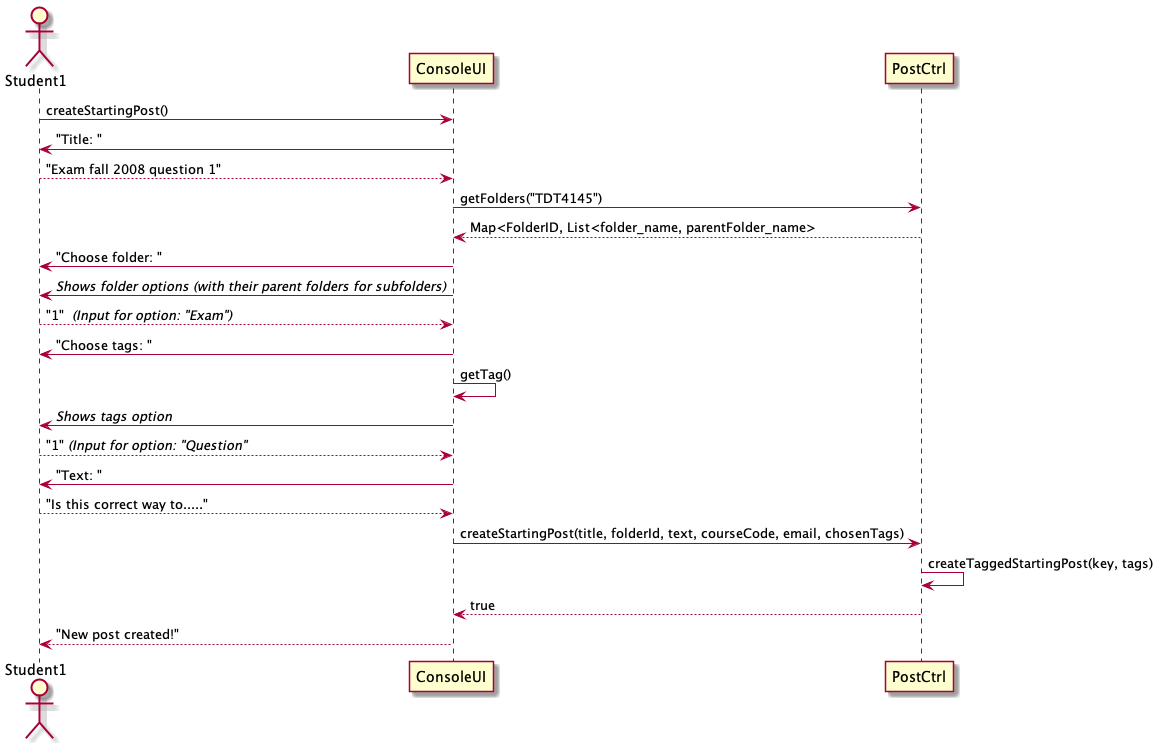 Student1
ConsoleUI
PostCtrl
createStartingPost()
"Title: "
"Exam fall 2008 question 1"
getFolders("TDT4145")
Map<FolderID, List<folder_name, parentFolder_name>
"Choose folder: "
Shows folder options (with their parent folders for subfolders)
"1"  (Input for option: "Exam")
"Choose tags: "
getTag()
Shows tags option
"1" (Input for option: "Question"
"Text: "
"Is this correct way to....."
createStartingPost(title, folderId, text, courseCode, email, chosenTags)
createTaggedStartingPost(key, tags)
true
"New post created!"
Student1
ConsoleUI
PostCtrl